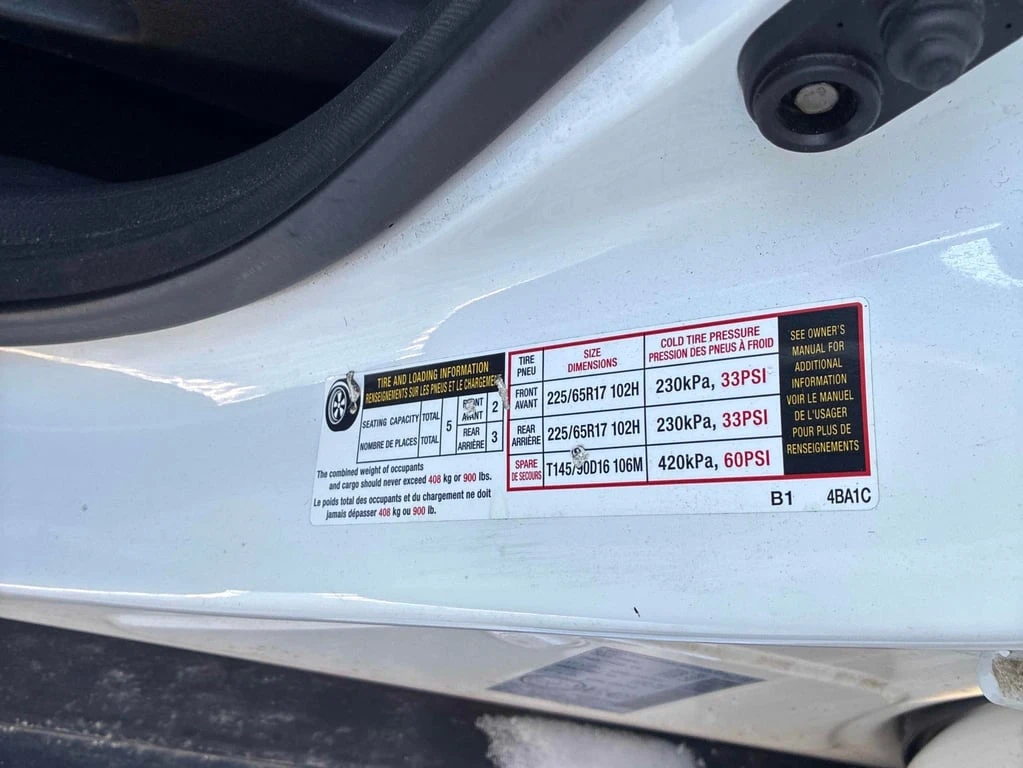 TIRE AND LOADING INFORMATION
RENSEIGNEMENTS SUR LES PNEUS ET LE CHARGEMENT
SEATING CAPACITY TOTAL 5 FRONT AVANT 2
NOMBRE DE PLACES TOTAL REAR ARRIÈRE 3
The combined weight of occupants
and cargo should never exceed 408 kg or 900 lbs.
Le poids total des occupants et du chargement ne doit
jamais dépasser 408 kg ou 900 lb.
TIRE PNEU SIZE DIMENSIONS COLD TIRE PRESSURE PRESSION DES PNEUS À FROID
FRONT AVANT 225/65R17 102H 230kPa, 33PSI
REAR ARRIÈRE 225/65R17 102H 230kPa, 33PSI
SPARE DE SECOURS T145/90D16 106M 420kPa, 60PSI
SEE OWNER'S
MANUAL FOR
ADDITIONAL
INFORMATION
VOIR LE MANUEL
DE L'USAGER
POUR PLUS DE
RENSEIGNEMENTS
B1 4BA1C